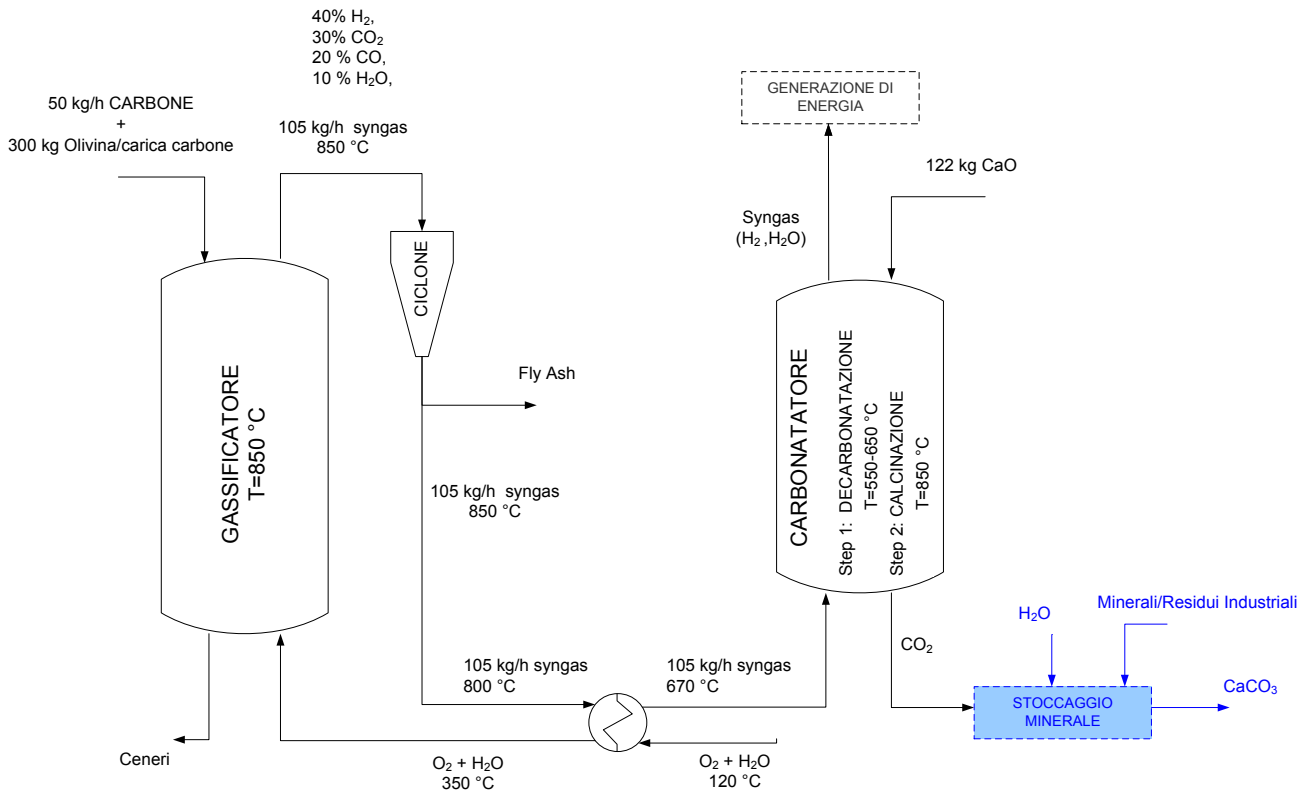 40% H₂,
30% CO₂
20 % CO,
10 % H₂O,
50 kg/h CARBONE
+
300 kg Olivina/carica carbone
105 kg/h syngas
850 °C
GENERAZIONE DI
ENERGIA
122 kg CaO
Syngas
(H₂ ,H₂O)
CICLONE
Fly Ash
GASSIFICATORE
T=850 °C
105 kg/h syngas
850 °C
CARBONATATORE
Step 1: DECARBONATAZIONE
T=550-650 °C
Step 2: CALCINAZIONE
T=850 °C
Minerali/Residui Industriali
H₂O
CO₂
105 kg/h syngas
800 °C
105 kg/h syngas
670 °C
CaCO₃
STOCCAGGIO
MINERALE
Ceneri
O₂ + H₂O
350 °C
O₂ + H₂O
120 °C